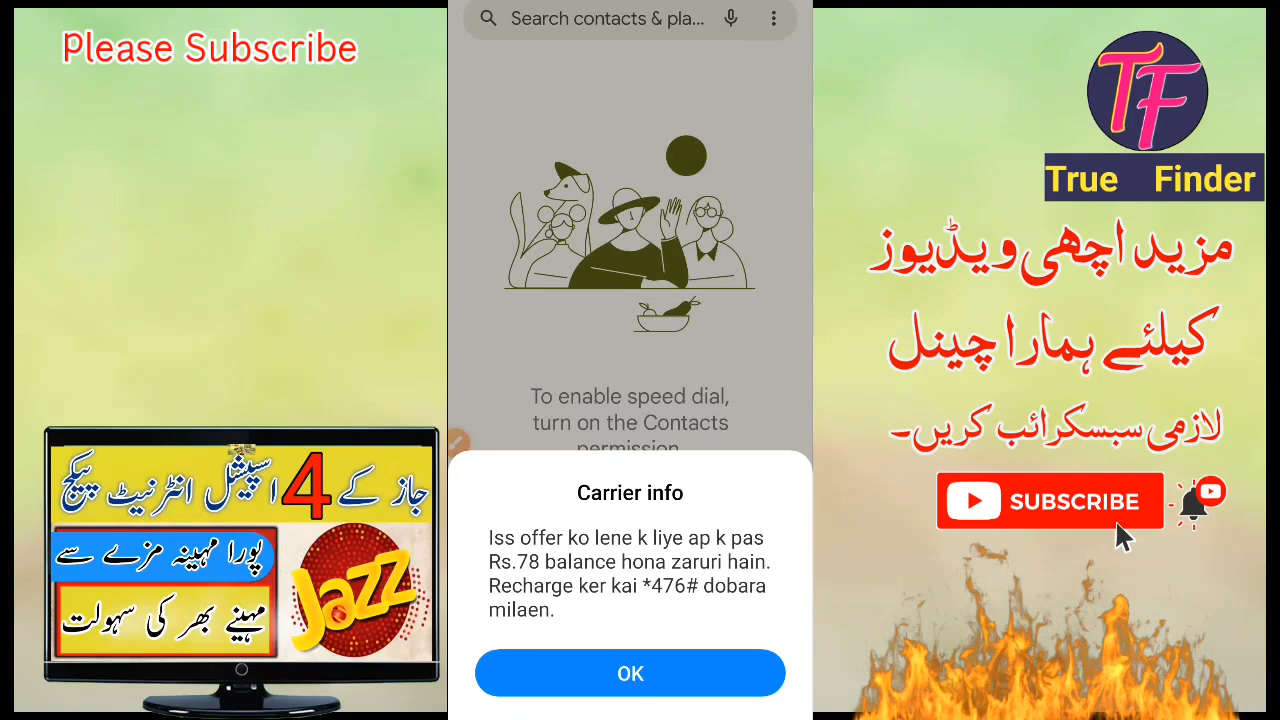 Please Subscribe
جاز کے 4 اسپیشل انٹرنیٹ پیکج
پورا مہینہ مزے سے
مہینے بھر کی سہولت
Jazz
Search contacts & pla...
To enable speed dial,
turn on the Contacts
permission
Carrier info
Iss offer ko lene k liye ap k pas
Rs.78 balance hona zaruri hain.
Recharge ker kai *476# dobara
milaen.
OK
TF
True Finder
مزید اچھی ویڈیوز
کیلئے ہمارا چینل
لازمی سبسکرائب کریں۔
SUBSCRIBE